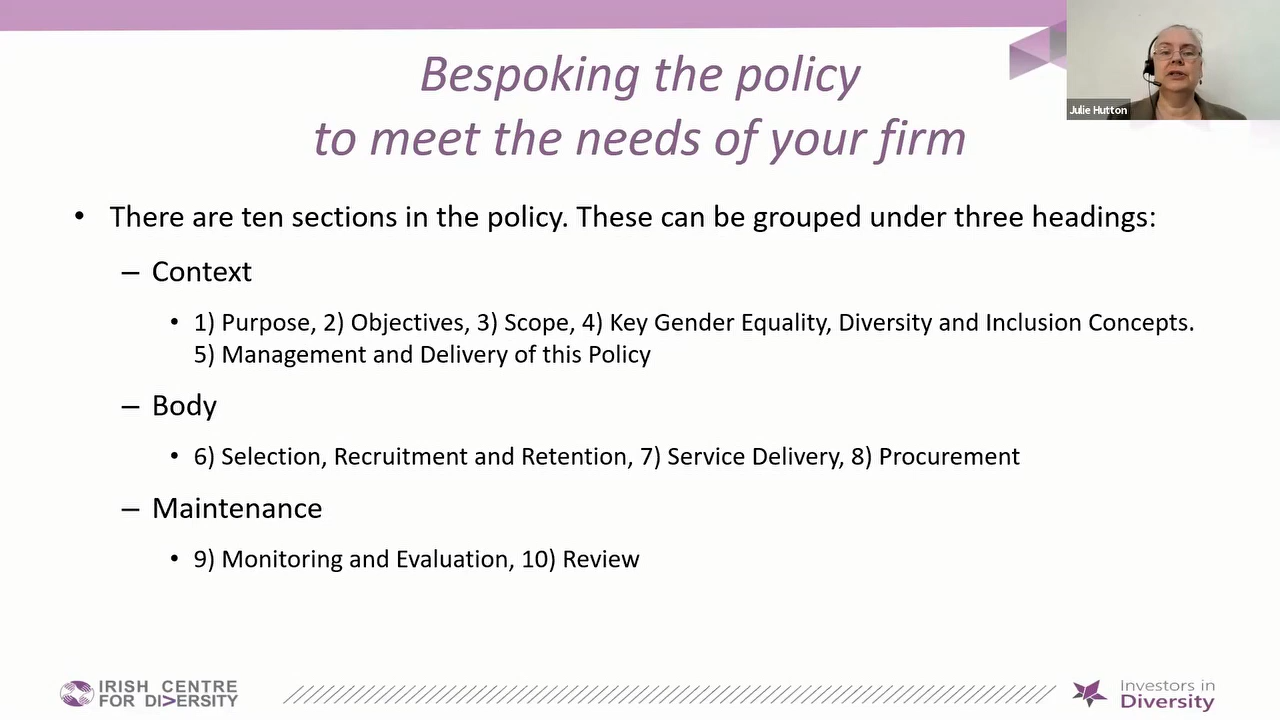 Bespoking the policy
to meet the needs of your firm
Julie Hutton
• There are ten sections in the policy. These can be grouped under three headings:
– Context
• 1) Purpose, 2) Objectives, 3) Scope, 4) Key Gender Equality, Diversity and Inclusion Concepts.
5) Management and Delivery of this Policy
– Body
• 6) Selection, Recruitment and Retention, 7) Service Delivery, 8) Procurement
– Maintenance
• 9) Monitoring and Evaluation, 10) Review
IRISH CENTRE
FOR DIVERSITY
Investors in
Diversity